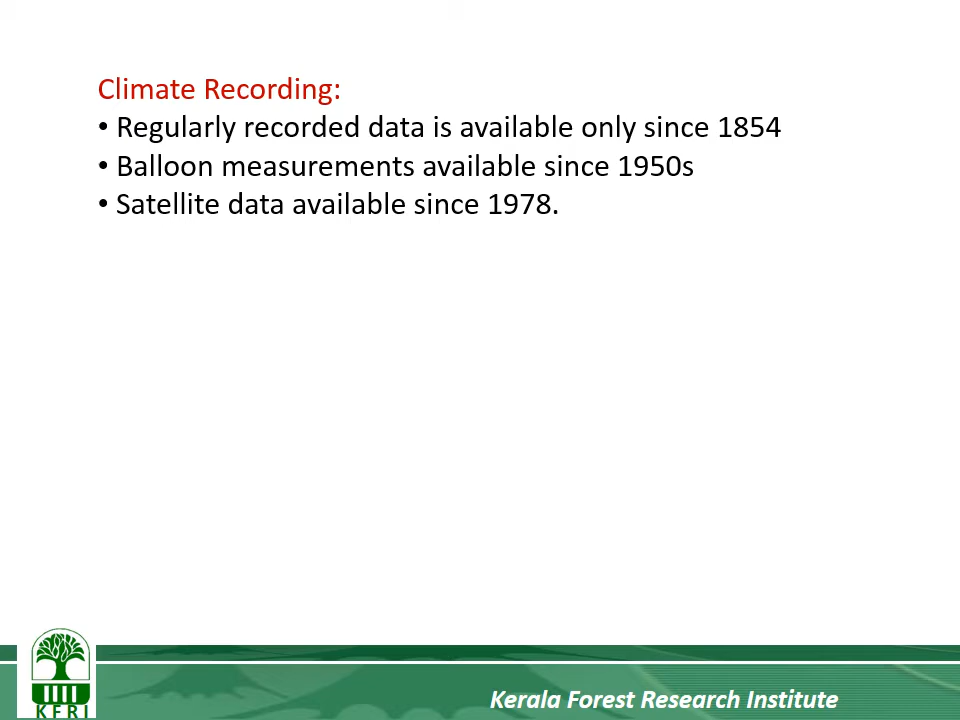 Climate Recording:
• Regularly recorded data is available only since 1854
• Balloon measurements available since 1950s
• Satellite data available since 1978.
KFRI
Kerala Forest Research Institute